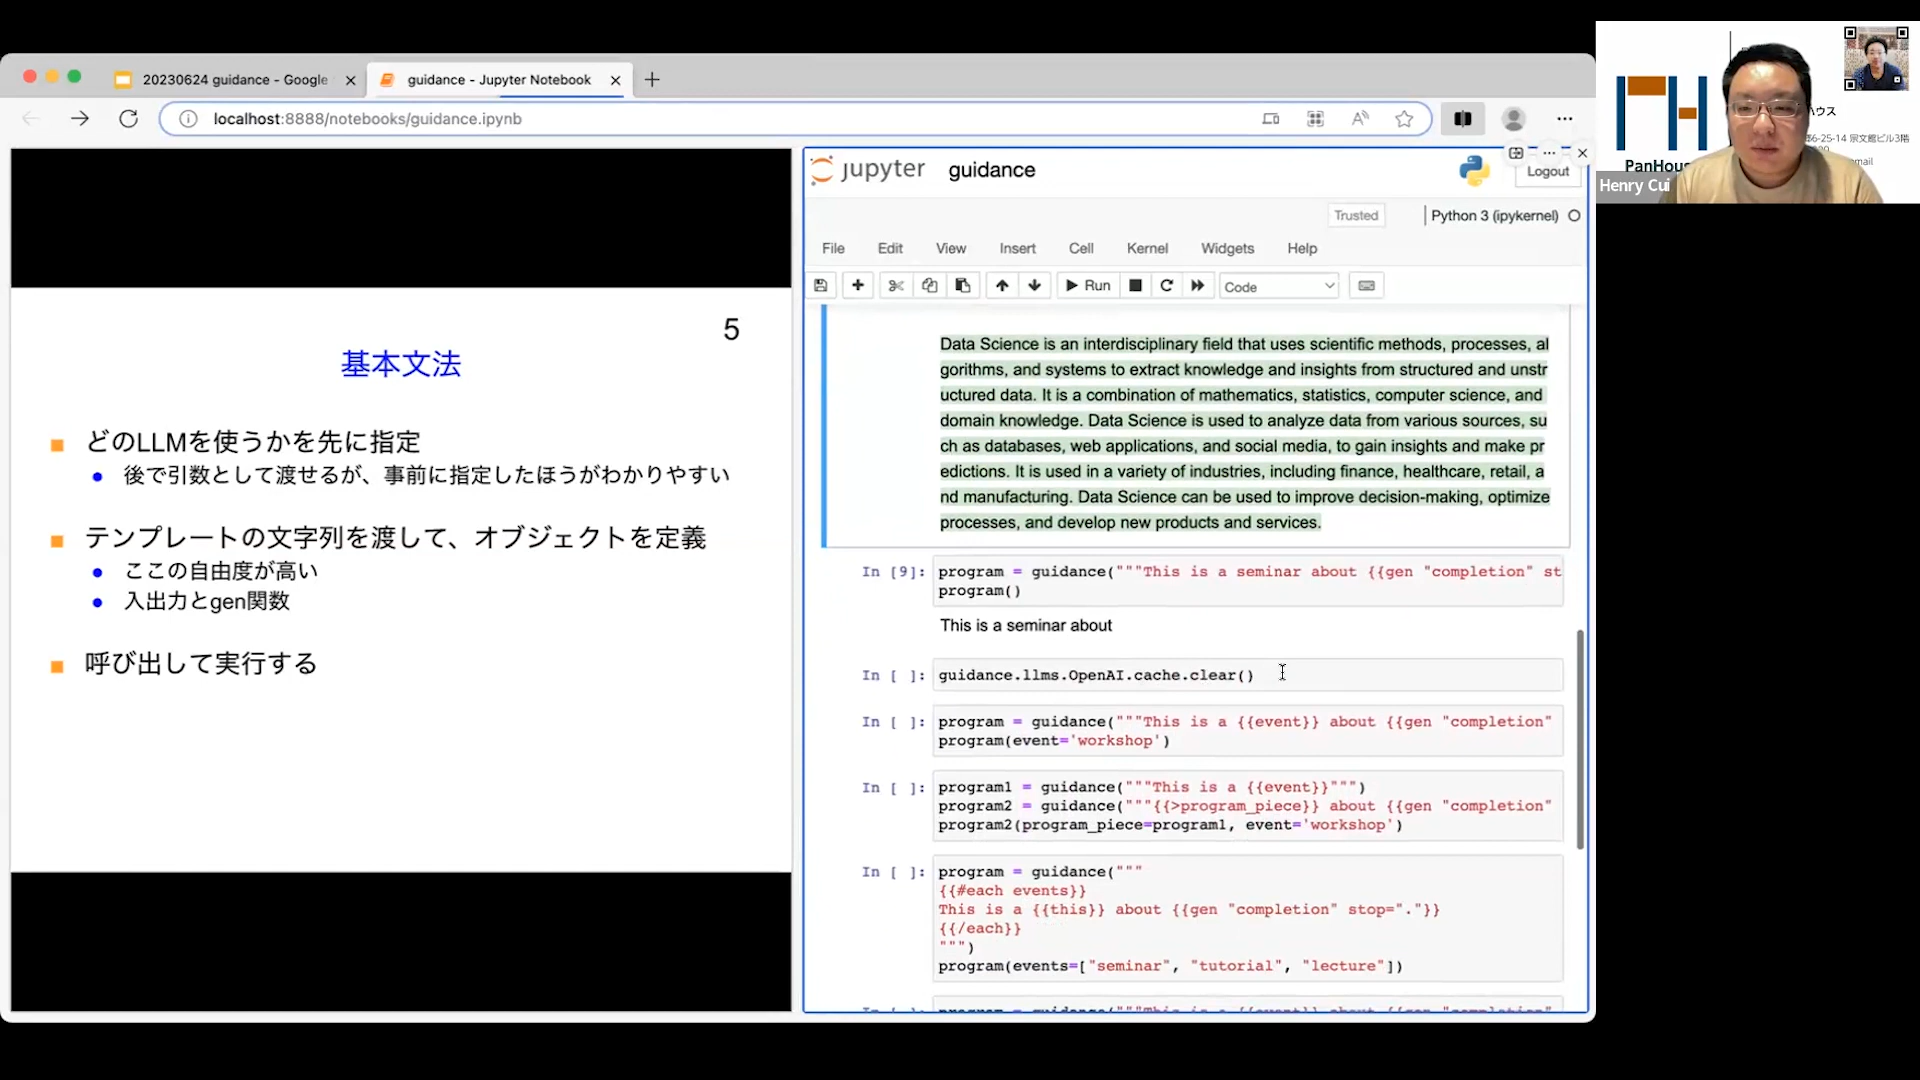 20230624 guidance - Google
guidance - Jupyter Notebook
localhost:8888/notebooks/guidance.ipynb
5
基本文法
どのLLMを使うかを先に指定
後で引数として渡せるが、事前に指定したほうがわかりやすい
テンプレートの文字列を渡して、オブジェクトを定義
ここの自由度が高い
入出力とgen関数
呼び出して実行する
jupyter guidance
Logout
Trusted
Python 3 (ipykernel)
File Edit View Insert Cell Kernel Widgets Help
Run
Code
Data Science is an interdisciplinary field that uses scientific methods, processes, al
gorithms, and systems to extract knowledge and insights from structured and unstr
uctured data. It is a combination of mathematics, statistics, computer science, and
domain knowledge. Data Science is used to analyze data from various sources, su
ch as databases, web applications, and social media, to gain insights and make pr
edictions. It is used in a variety of industries, including finance, healthcare, retail, a
nd manufacturing. Data Science can be used to improve decision-making, optimize
processes, and develop new products and services.
In [9]: program = guidance("""This is a seminar about {{gen "completion" st
program()
This is a seminar about
In [ ]: guidance.llms.OpenAI.cache.clear()
In [ ]: program = guidance("""This is a {{event}} about {{gen "completion"
program(event='workshop')
In [ ]: program1 = guidance("""This is a {{event}}""")
program2 = guidance("""{{>program_piece}} about {{gen "completion"
program2(program_piece=program1, event='workshop')
In [ ]: program = guidance("""
{{#each events}}
This is a {{this}} about {{gen "completion" stop="."}}
{{/each}}
""")
program(events=["seminar", "tutorial", "lecture"])
ハウス
6-25-14 宗文館ビル3階
PanHous
Henry Cui